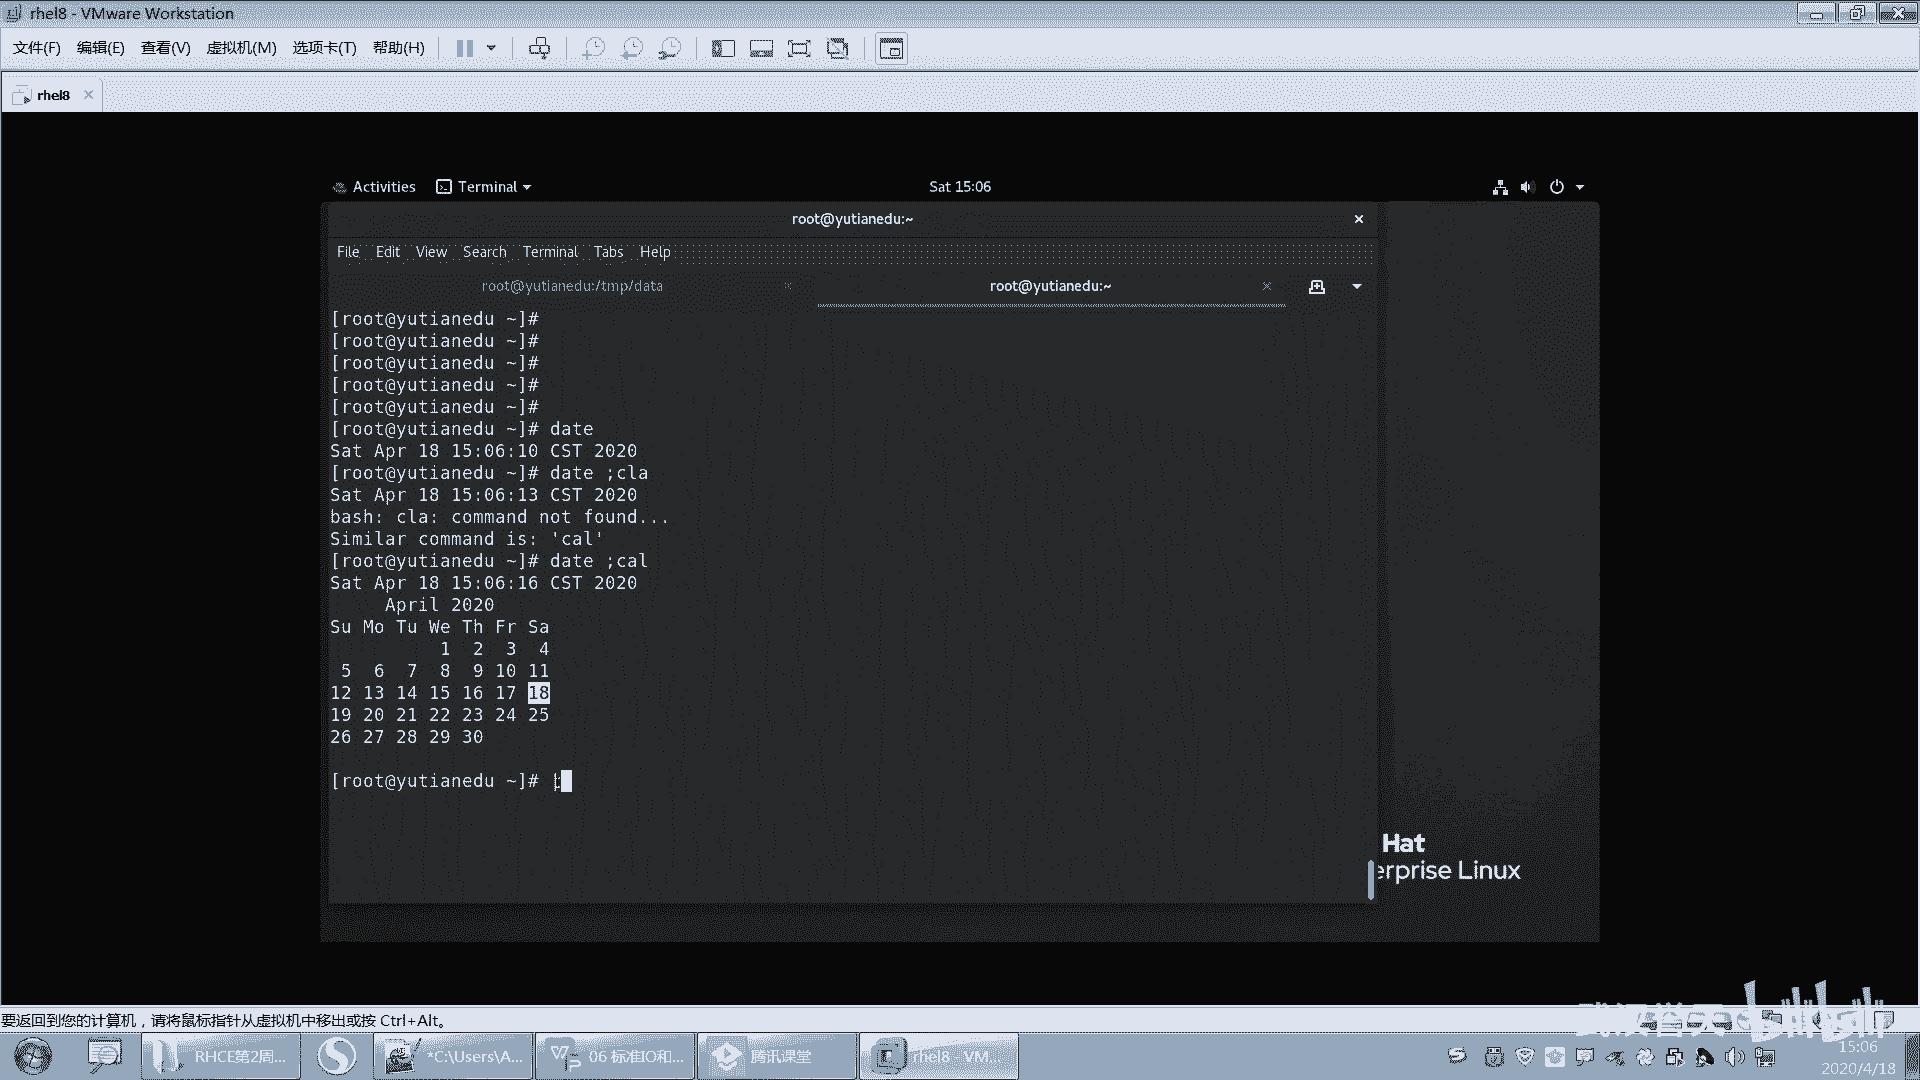 rhel8 - VMware Workstation
文件(F) 编辑(E) 查看(V) 虚拟机(M) 选项卡(T) 帮助(H)
rhel8
Activities Terminal Sat 15:06
root@yutianedu:~
File Edit View Search Terminal Tabs Help
root@yutianedu:/tmp/data root@yutianedu:~
[root@yutianedu ~]#
[root@yutianedu ~]#
[root@yutianedu ~]#
[root@yutianedu ~]#
[root@yutianedu ~]#
[root@yutianedu ~]# date
Sat Apr 18 15:06:10 CST 2020
[root@yutianedu ~]# date ;cla
Sat Apr 18 15:06:13 CST 2020
bash: cla: command not found...
Similar command is: 'cal'
[root@yutianedu ~]# date ;cal
Sat Apr 18 15:06:16 CST 2020
April 2020
Su Mo Tu We Th Fr Sa
1 2 3 4
5 6 7 8 9 10 11
12 13 14 15 16 17 18
19 20 21 22 23 24 25
26 27 28 29 30
[root@yutianedu ~]#
Hat
erprise Linux
要返回到您的计算机，请将鼠标指针从虚拟机中移出或按 Ctrl+Alt。
RHCE第2周... *C:\Users\A... 06 标准IO和... 腾讯课堂 rhel8 - VM...
15:06
2020/4/18